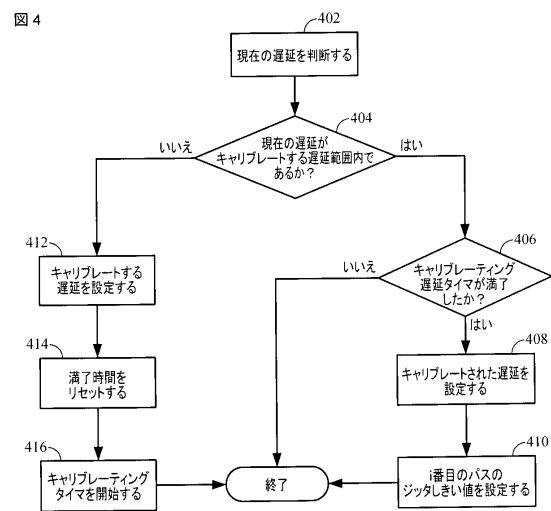 図 4
402
現在の遅延を判断する
404
現在の遅延が
キャリブレートする遅延範囲内で
あるか？
いいえ
はい
412
キャリブレートする
遅延を設定する
406
キャリブレーティング
遅延タイマが満了
したか？
いいえ
はい
414
満了時間を
リセットする
408
キャリブレートされた遅延を
設定する
416
キャリブレーティング
タイマを開始する
終了
410
i番目のパスの
ジッタしきい値を設定する